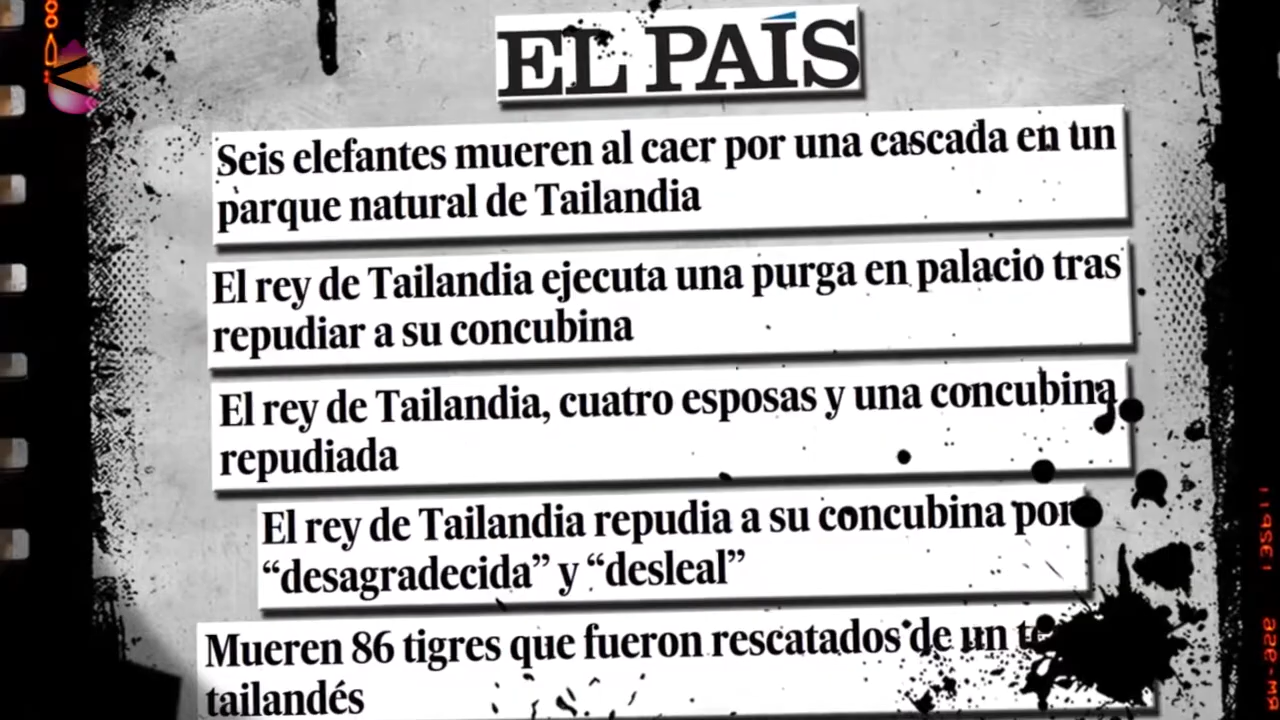 EL PAÍS
Seis elefantes mueren al caer por una cascada en un
parque natural de Tailandia
El rey de Tailandia ejecuta una purga en palacio tras
repudiar a su concubina
El rey de Tailandia, cuatro esposas y una concubina
repudiada
El rey de Tailandia repudia a su concubina por
“desagradecida” y “desleal”
Mueren 86 tigres que fueron rescatados de un
tailandés